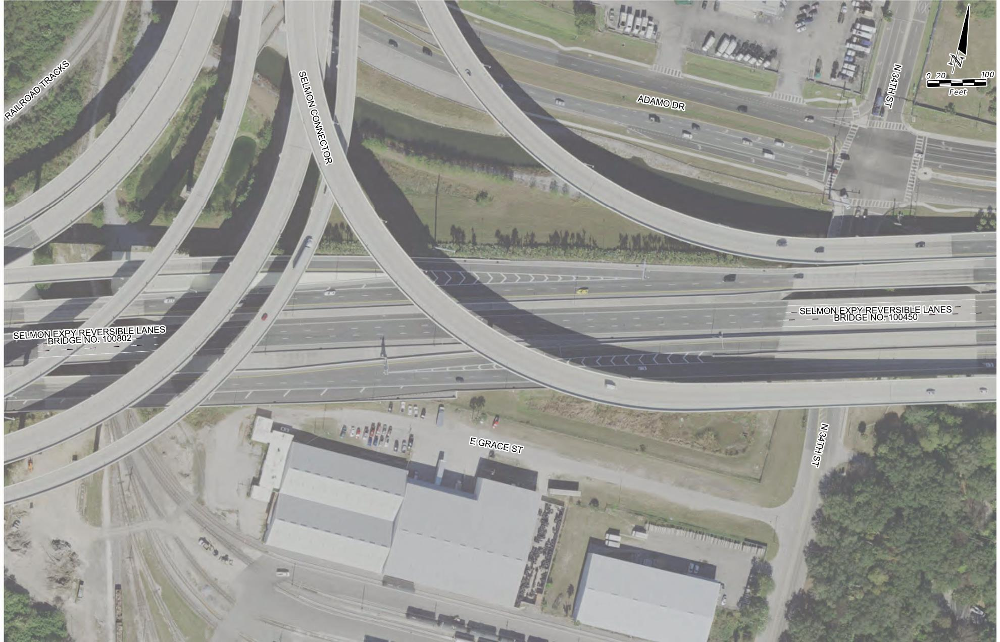 RAILROAD TRACKS
SELMON CONNECTOR
ADAMO DR
N 34TH ST
N
0 20 100
Feet
SELMON EXPY REVERSIBLE LANES
BRIDGE NO. 100802
SELMON EXPY REVERSIBLE LANES
BRIDGE NO. 100450
E GRACE ST
N 34TH ST